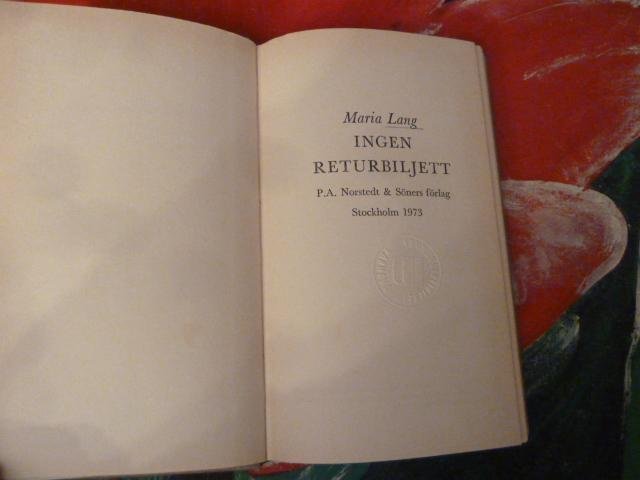 Maria Lang
INGEN
RETURBILJETT
P.A. Norstedt & Söners förlag
Stockholm 1973